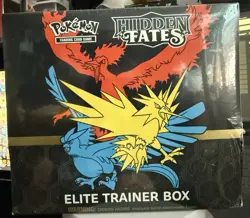 Pokémon
TRADING CARD GAME
HIDDEN
FATES
ELITE TRAINER BOX